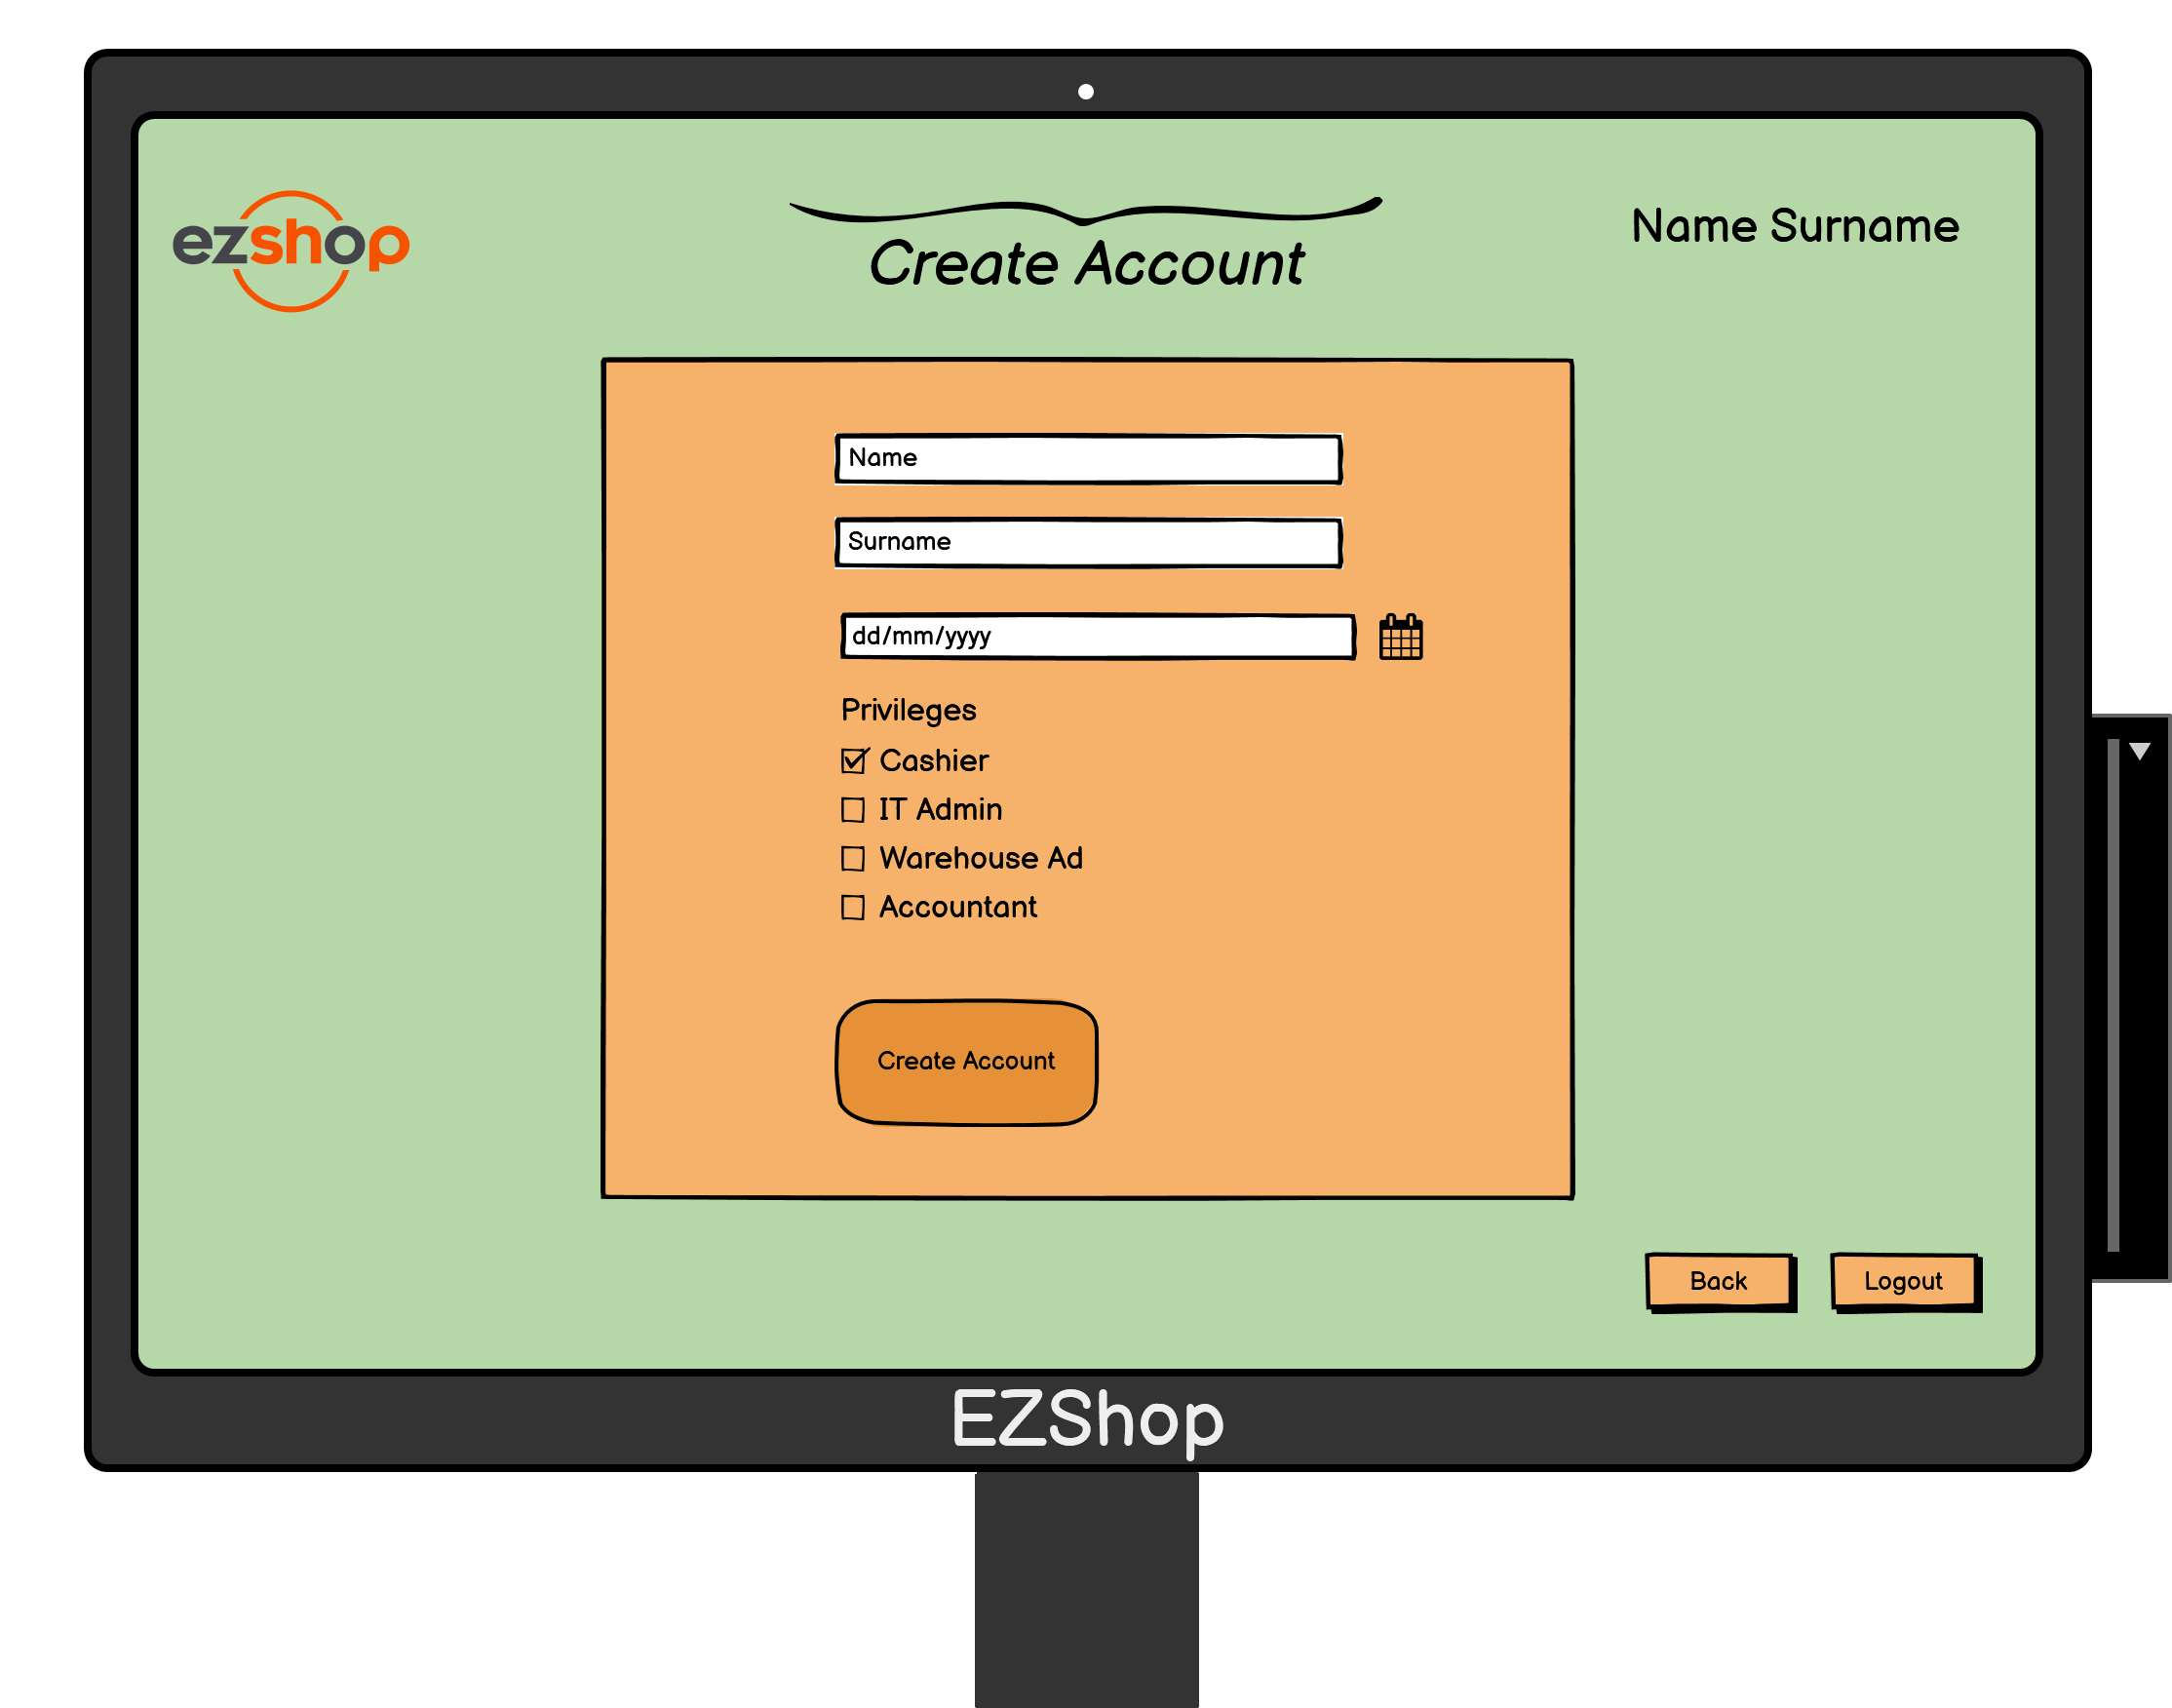 ezshop
Create Account
Name Surname
Name
Surname
dd/mm/yyyy
Privileges
Cashier
IT Admin
Warehouse Ad
Accountant
Create Account
Back
Logout
EZShop